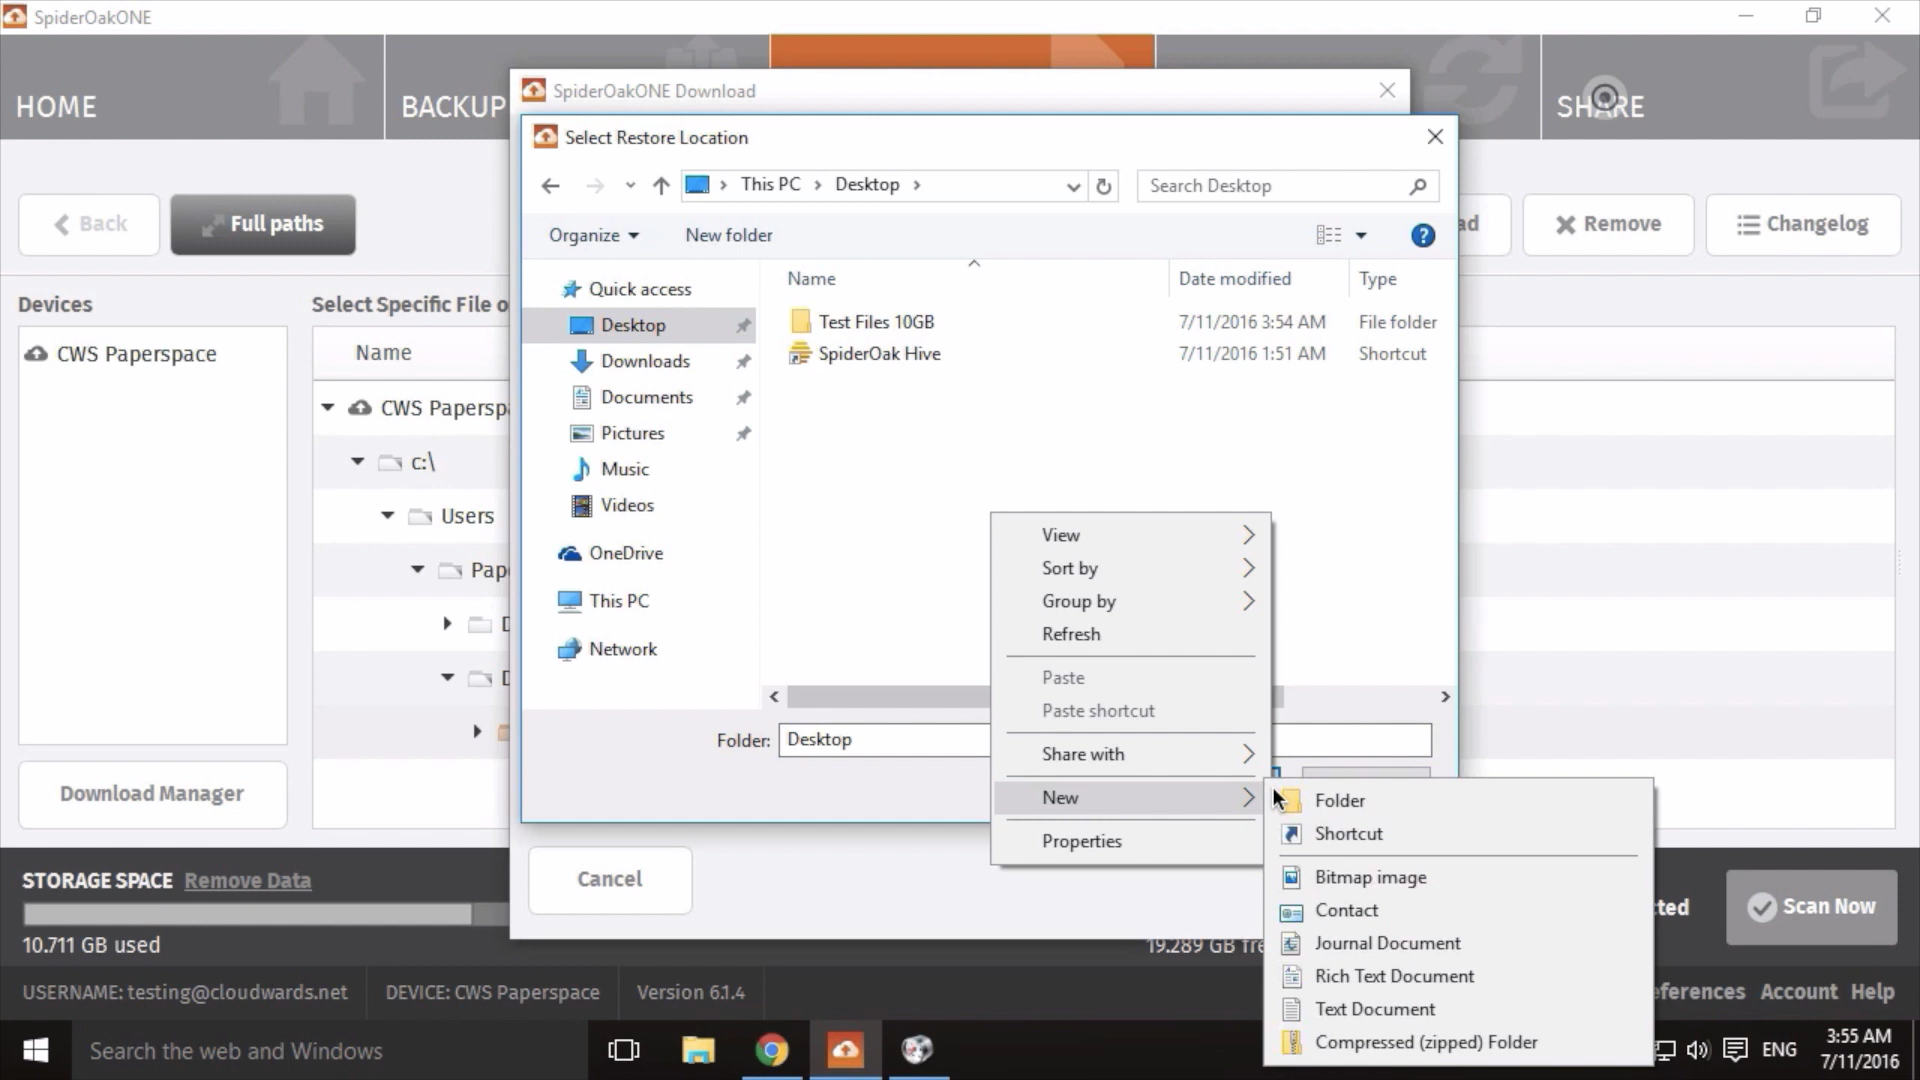 SpiderOakONE
HOME
BACKUP
SHARE
SpiderOakONE Download
Select Restore Location
This PC
Desktop
Search Desktop
Back
Full paths
Remove
Changelog
Organize
New folder
Devices
Select Specific File
CWS Paperspace
Name
CWS Papersp
c:\
Users
Pap
Download Manager
Quick access
Desktop
Downloads
Documents
Pictures
Music
Videos
OneDrive
This PC
Network
Name
Date modified
Type
Test Files 10GB
7/11/2016 3:54 AM
File folder
SpiderOak Hive
7/11/2016 1:51 AM
Shortcut
Folder:
Desktop
View
Sort by
Group by
Refresh
Paste
Paste shortcut
Share with
New
Properties
Folder
Shortcut
Bitmap image
Contact
Journal Document
Rich Text Document
Text Document
Compressed (zipped) Folder
Cancel
STORAGE SPACE
Remove Data
10.711 GB used
19.289 GB fre
cted
Scan Now
USERNAME: testing@cloudwards.net
DEVICE: CWS Paperspace
Version 6.1.4
eferences
Account
Help
Search the web and Windows
ENG
3:55 AM
7/11/2016